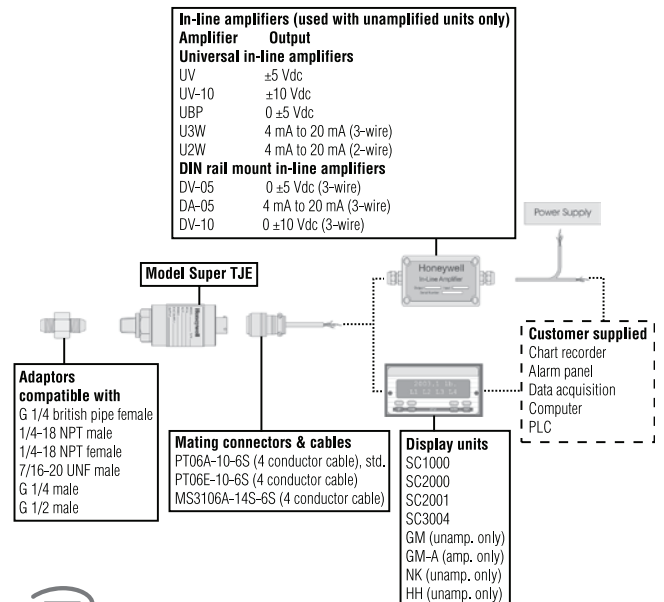 In-line amplifiers (used with unamplified units only)
Amplifier Output
Universal in-line amplifiers
UV ±5 Vdc
UV-10 ±10 Vdc
UBP 0 ±5 Vdc
U3W 4 mA to 20 mA (3-wire)
U2W 4 mA to 20 mA (2-wire)
DIN rail mount in-line amplifiers
DV-05 0 ±5 Vdc (3-wire)
DA-05 4 mA to 20 mA (3-wire)
DV-10 0 ±10 Vdc (3-wire)
Power Supply
Model Super TJE
Honeywell
In-Line Amplifier
Honeywell
Adaptors
compatible with
G 1/4 british pipe female
1/4-18 NPT male
1/4-18 NPT female
7/16-20 UNF male
G 1/4 male
G 1/2 male
Mating connectors & cables
PT06A-10-6S (4 conductor cable), std.
PT06E-10-6S (4 conductor cable)
MS3106A-14S-6S (4 conductor cable)
Display units
SC1000
SC2000
SC2001
SC3004
GM (unamp. only)
GM-A (amp. only)
NK (unamp. only)
HH (unamp. only)
Customer supplied
Chart recorder
Alarm panel
Data acquisition
Computer
PLC